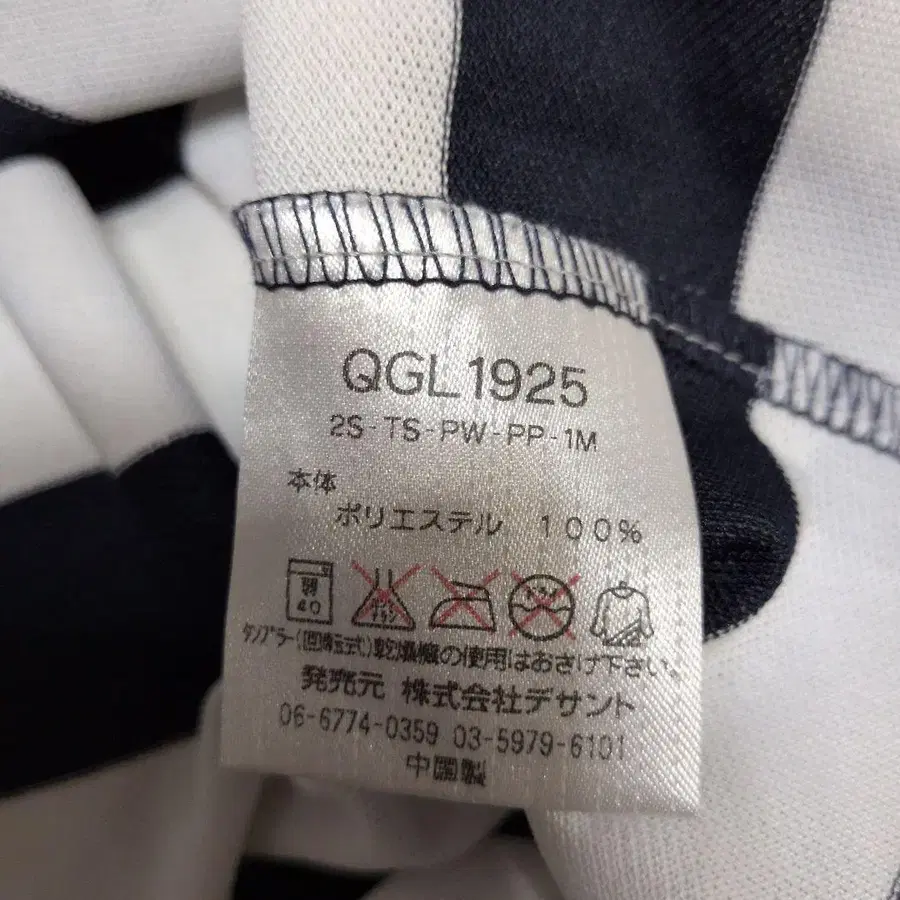 QGL1925
2S-TS-PW-PP-1M
本体
ポリエステル 100%
弱
40
タンブラー(回転式)乾燥機の使用はおさけ下さい。
発売元 株式会社デサント
06-6774-0359 03-5979-6101
中国製